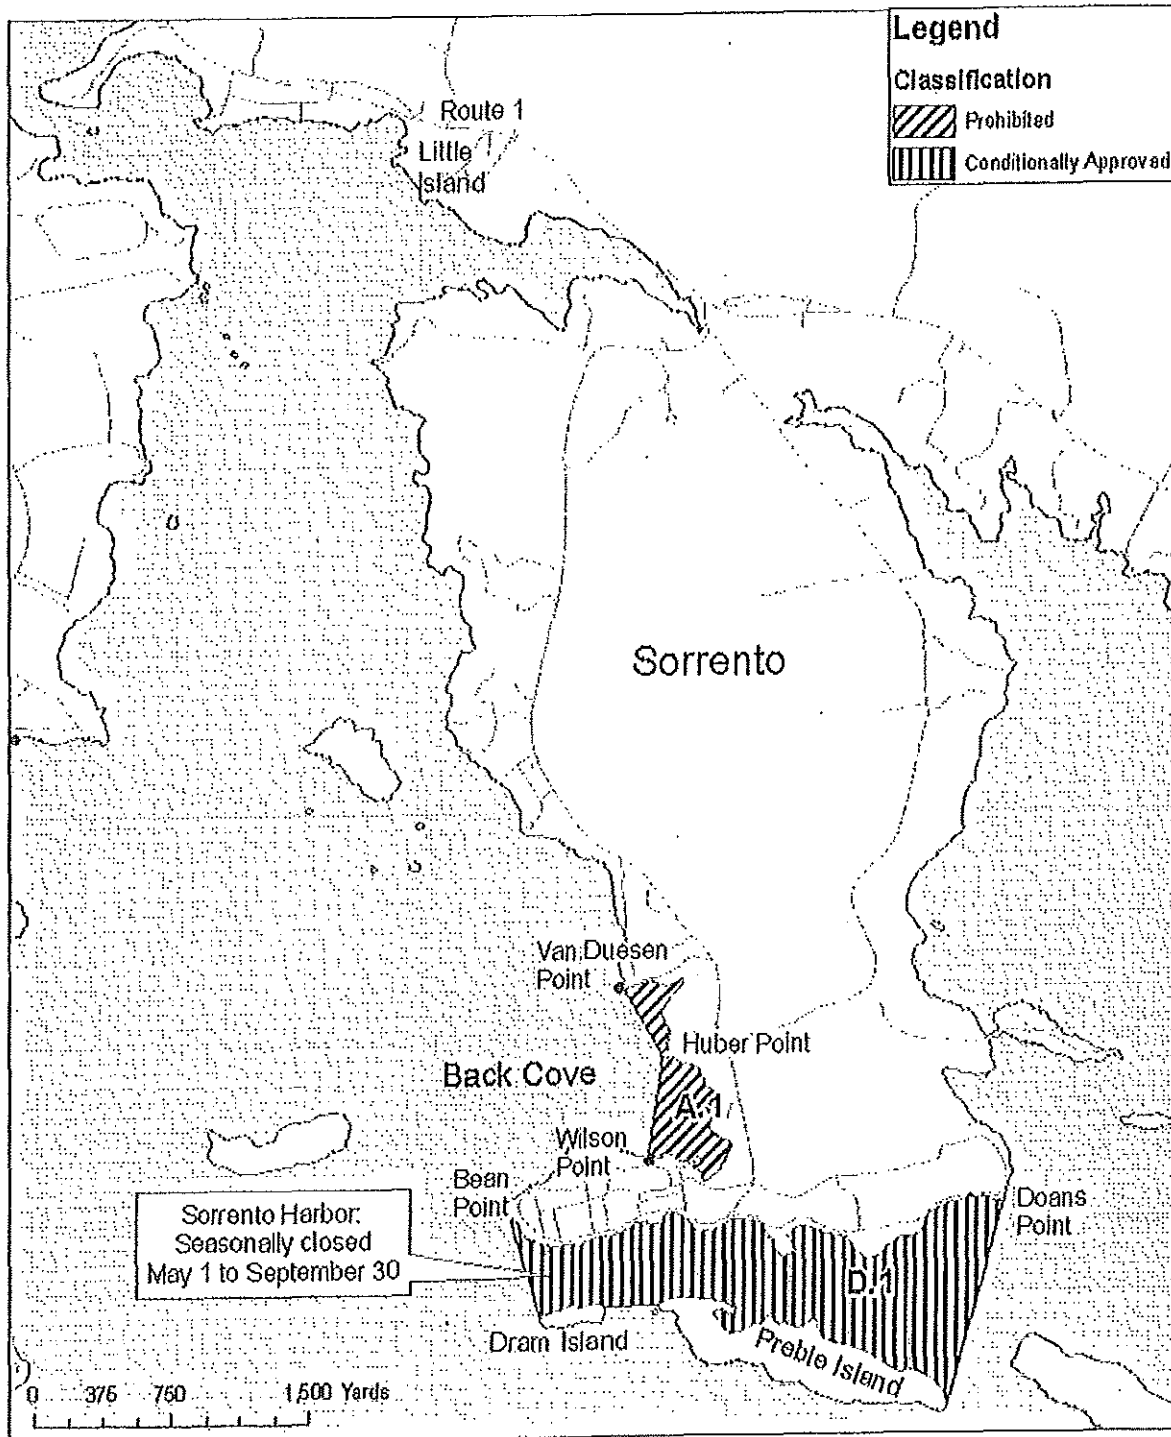 Legend
Classification
Prohibited
Conditionally Approved
Route 1
Little
Island
Sorrento
Van Duesen
Point
Huber Point
Back Cove
A.1
Wilson
Point
Bean
Point
Doans
Point
Sorrento Harbor:
Seasonally closed
May 1 to September 30
D.1
Dram Island
Preble Island
0 375 750 1,500 Yards